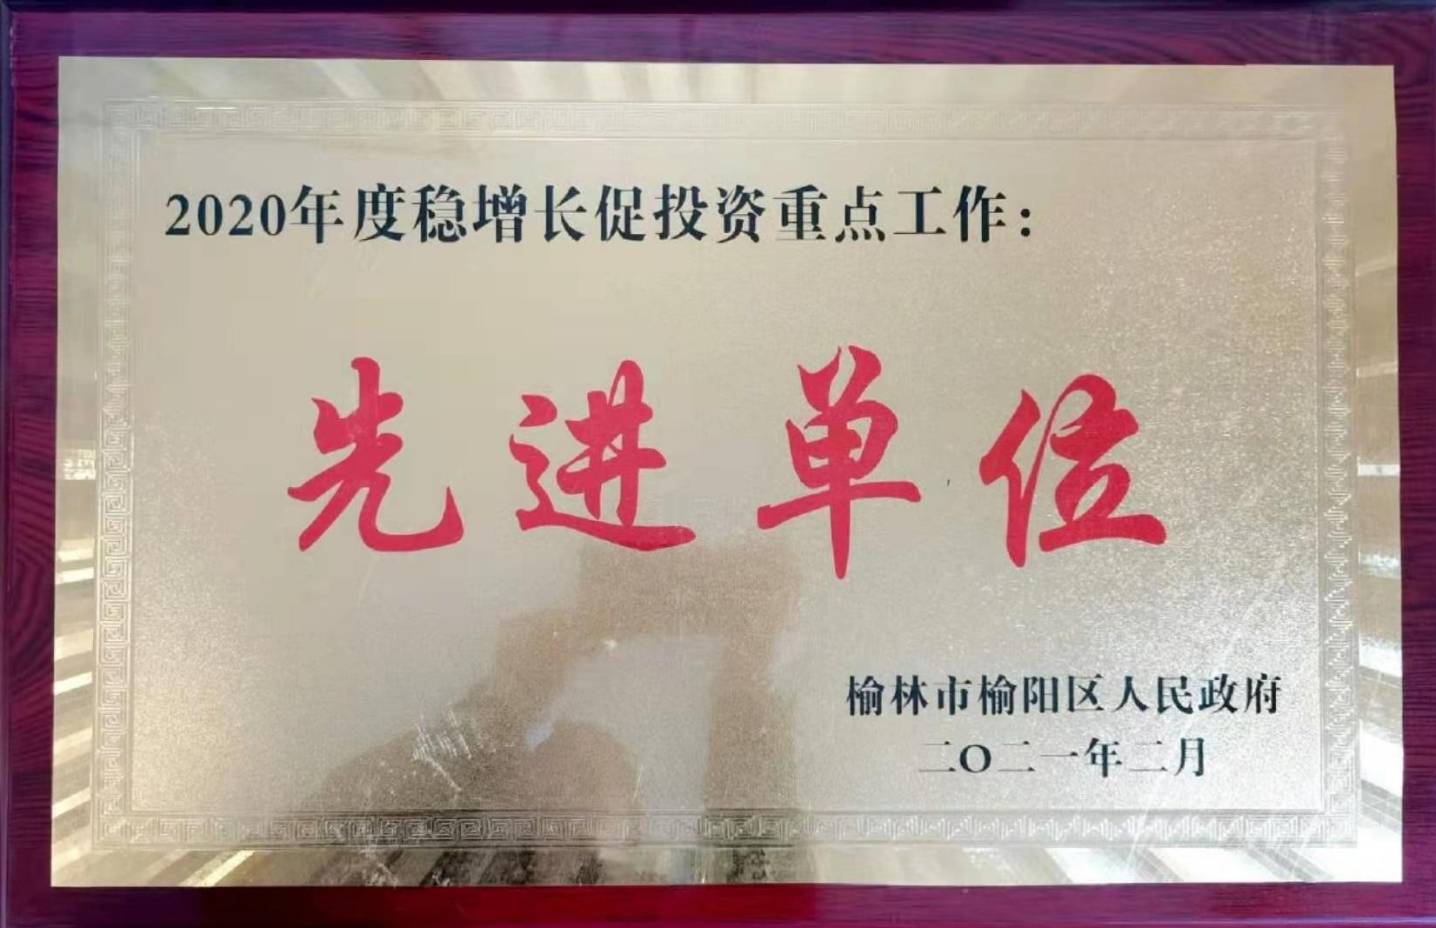 2020年度稳增长促投资重点工作：
先进单位
榆林市榆阳区人民政府
二〇二一年二月